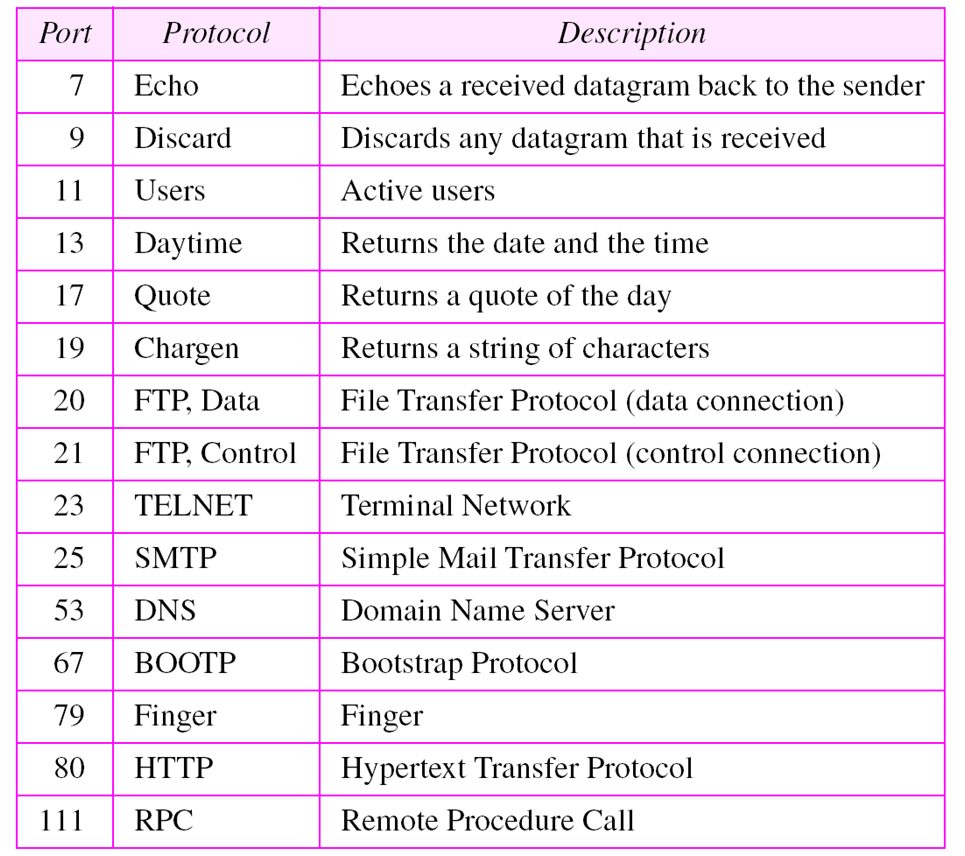 Port Protocol Description
7 Echo Echoes a received datagram back to the sender
9 Discard Discards any datagram that is received
11 Users Active users
13 Daytime Returns the date and the time
17 Quote Returns a quote of the day
19 Chargen Returns a string of characters
20 FTP, Data File Transfer Protocol (data connection)
21 FTP, Control File Transfer Protocol (control connection)
23 TELNET Terminal Network
25 SMTP Simple Mail Transfer Protocol
53 DNS Domain Name Server
67 BOOTP Bootstrap Protocol
79 Finger Finger
80 HTTP Hypertext Transfer Protocol
111 RPC Remote Procedure Call